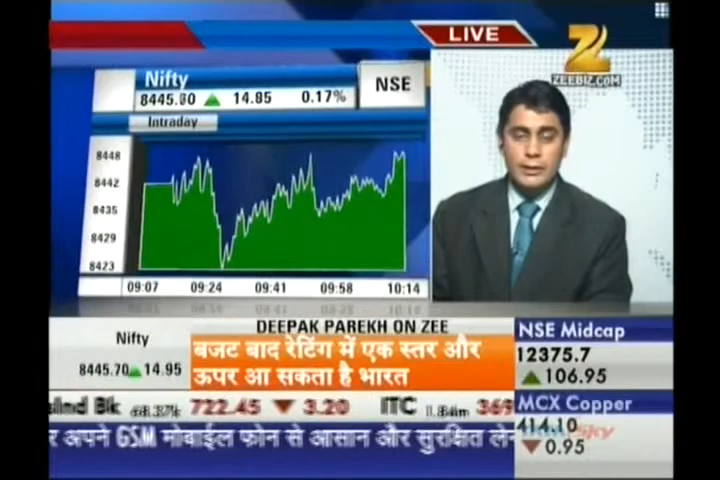 LIVE
ZEEBIZ.COM
Nifty
14.85 0.17%
NSE
Intraday
8448
8442
8435
8429
8423
09:07 09:24 09:41 09:58 10:14
DEEPAK PAREKH ON ZEE
Nifty
8445.70 14.95
बजट बाद रेटिंग में एक स्तर और
ऊपर आ सकता है भारत
NSE Midcap
12375.7
106.95
MCX Copper
414.10
0.95
Bk 722.45 3.20 ITC 369
अपने GSM मोबाईल फोन से आसान और सुरक्षित